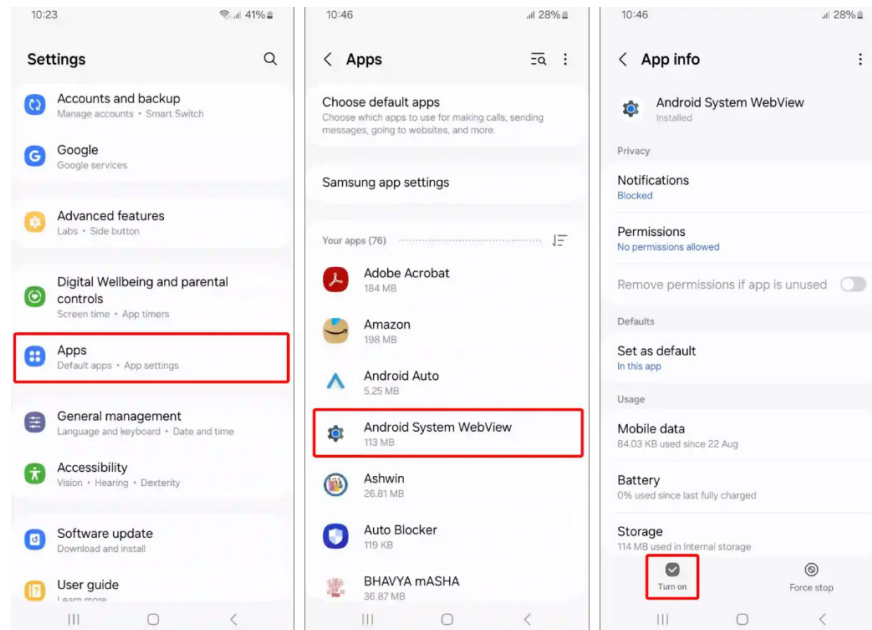 10:23
41%
Settings
Accounts and backup
Manage accounts • Smart Switch
Google
Google services
Advanced features
Labs • Side button
Digital Wellbeing and parental
controls
Screen time • App timers
Apps
Default apps • App settings
General management
Language and keyboard • Date and time
Accessibility
Vision • Hearing • Dexterity
Software update
Download and install
User guide
Learn more
10:46
28%
Apps
Choose default apps
Choose which apps to use for making calls, sending
messages, going to websites, and more.
Samsung app settings
Your apps (76)
Adobe Acrobat
184 MB
Amazon
198 MB
Android Auto
5.25 MB
Android System WebView
113 MB
Ashwin
26.81 MB
Auto Blocker
119 KB
BHAVYA mASHA
36.87 MB
10:46
28%
App info
Android System WebView
Installed
Privacy
Notifications
Blocked
Permissions
No permissions allowed
Remove permissions if app is unused
Defaults
Set as default
In this app
Usage
Mobile data
84.03 KB used since 22 Aug
Battery
0% used since last fully charged
Storage
114 MB used in Internal storage
Turn on
Force stop